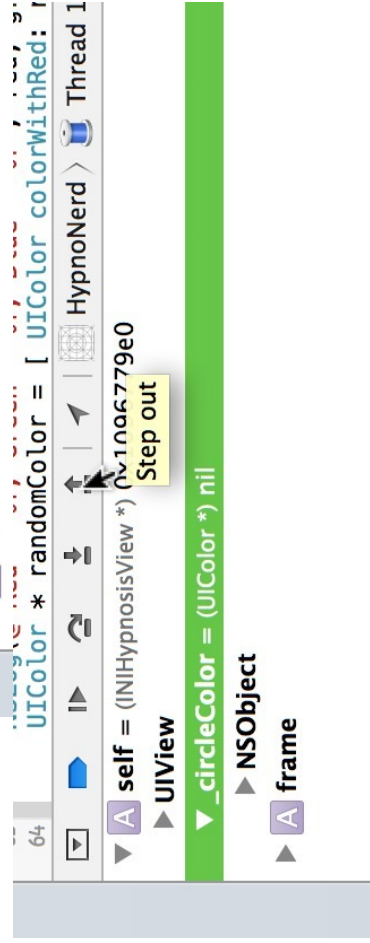 64 UIColor * randomColor = [ UIColor colorWithRed:
HypnoNerd Thread 1
A self = (INIHypnosisView *) 0x1096779e0
Step out
UIView
_circleColor = (UIColor *) nil
NSObject
A frame